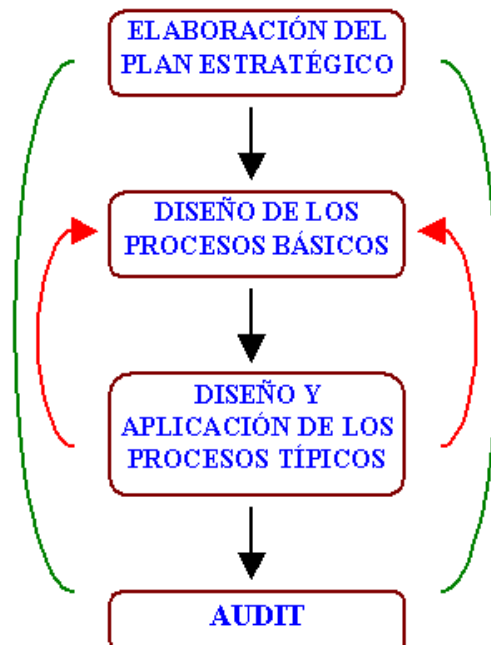 ELABORACIÓN DEL
PLAN ESTRATÉGICO
DISEÑO DE LOS
PROCESOS BÁSICOS
DISEÑO Y
APLICACIÓN DE LOS
PROCESOS TÍPICOS
AUDIT